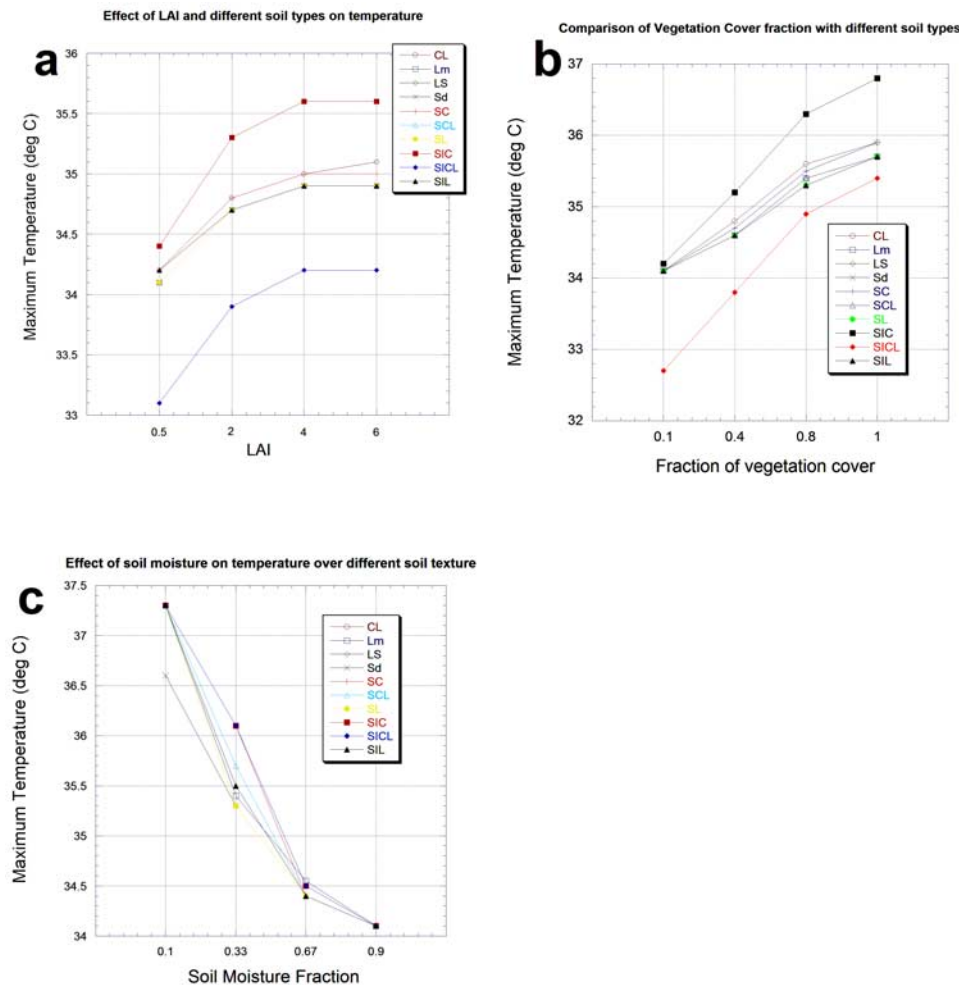 Effect of LAI and different soil types on temperature
a
36
35.5
35
34.5
34
33.5
33
Maximum Temperature (deg C)
0.5 2 4 6
LAI
CL
Lm
LS
Sd
SC
SCL
SL
SIC
SICL
SIL
Comparison of Vegetation Cover fraction with different soil types
b
37
36
35
34
33
32
Maximum Temperature (deg C)
0.1 0.4 0.8 1
Fraction of vegetation cover
CL
Lm
LS
Sd
SC
SCL
SL
SIC
SICL
SIL
Effect of soil moisture on temperature over different soil texture
c
37.5
37
36.5
36
35.5
35
34.5
34
Maximum Temperature (deg C)
0.1 0.33 0.67 0.9
Soil Moisture Fraction
CL
Lm
LS
Sd
SC
SCL
SL
SIC
SICL
SIL